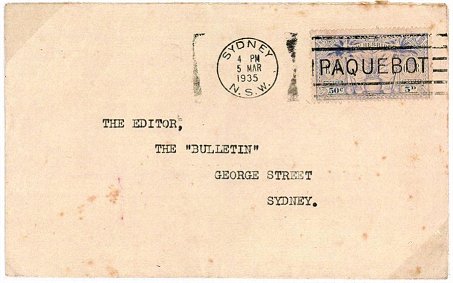 SYDNEY
4 PM
5 MAR
1935
N.S.W.
PAQUEBOT
50c 5D
THE EDITOR,
THE "BULLETIN"
GEORGE STREET
SYDNEY.